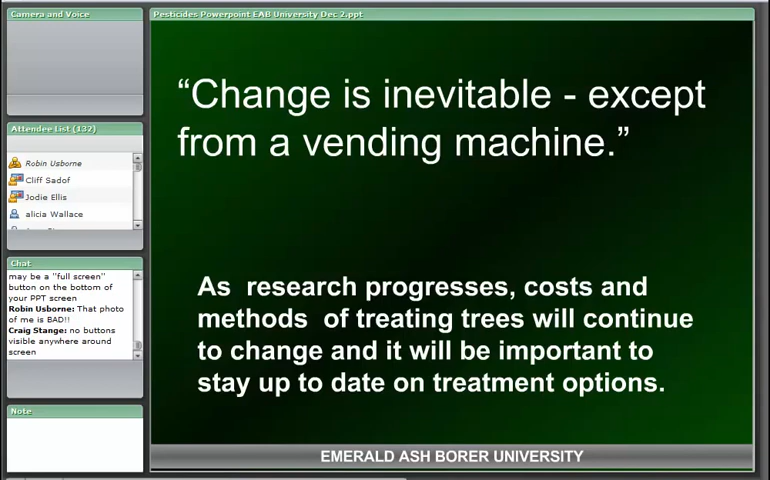 Camera and Voice
Attendee List (132)
Robin Usborne
Cliff Sadof
Jodie Ellis
alicia Wallace
Chat
may be a "full screen"
button on the bottom of
your PPT screen
Robin Usborne: That photo
of me is BAD!!
Craig Stange: no buttons
visible anywhere around
screen
Note
Pesticides Powerpoint EAB University Dec 2.ppt
“Change is inevitable - except
from a vending machine.”
As research progresses, costs and
methods of treating trees will continue
to change and it will be important to
stay up to date on treatment options.
EMERALD ASH BORER UNIVERSITY